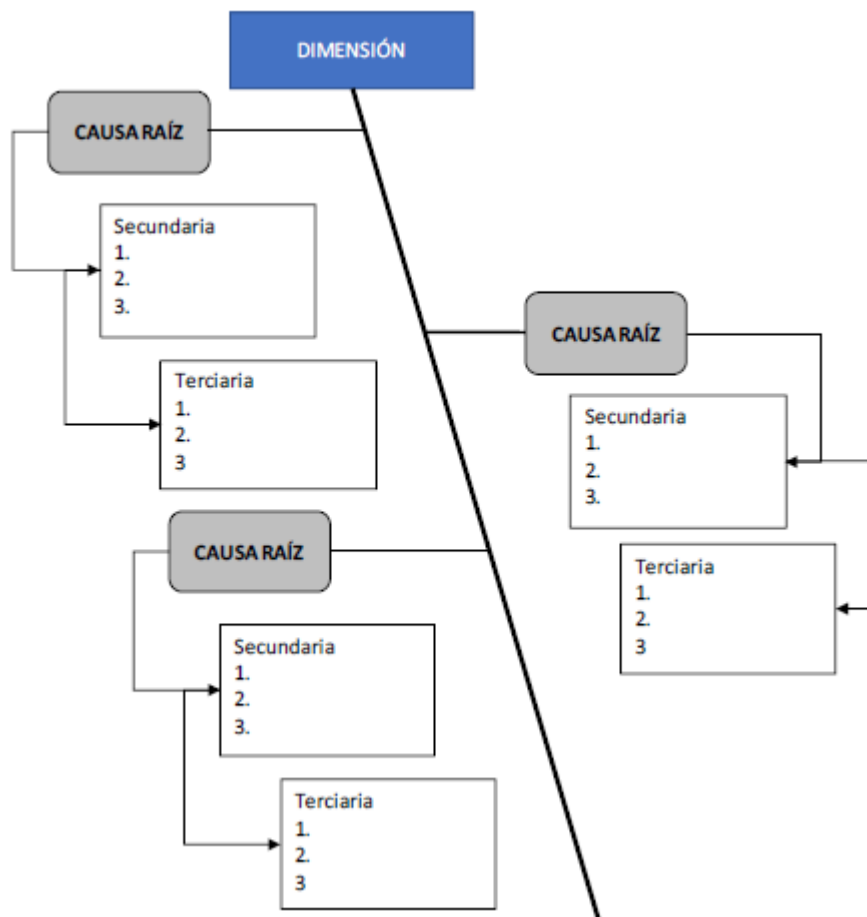 DIMENSIÓN
CAUSA RAÍZ
Secundaria
1.
2.
3.
Terciaria
1.
2.
3
CAUSA RAÍZ
Secundaria
1.
2.
3.
Terciaria
1.
2.
3
CAUSA RAÍZ
Secundaria
1.
2.
3.
Terciaria
1.
2.
3